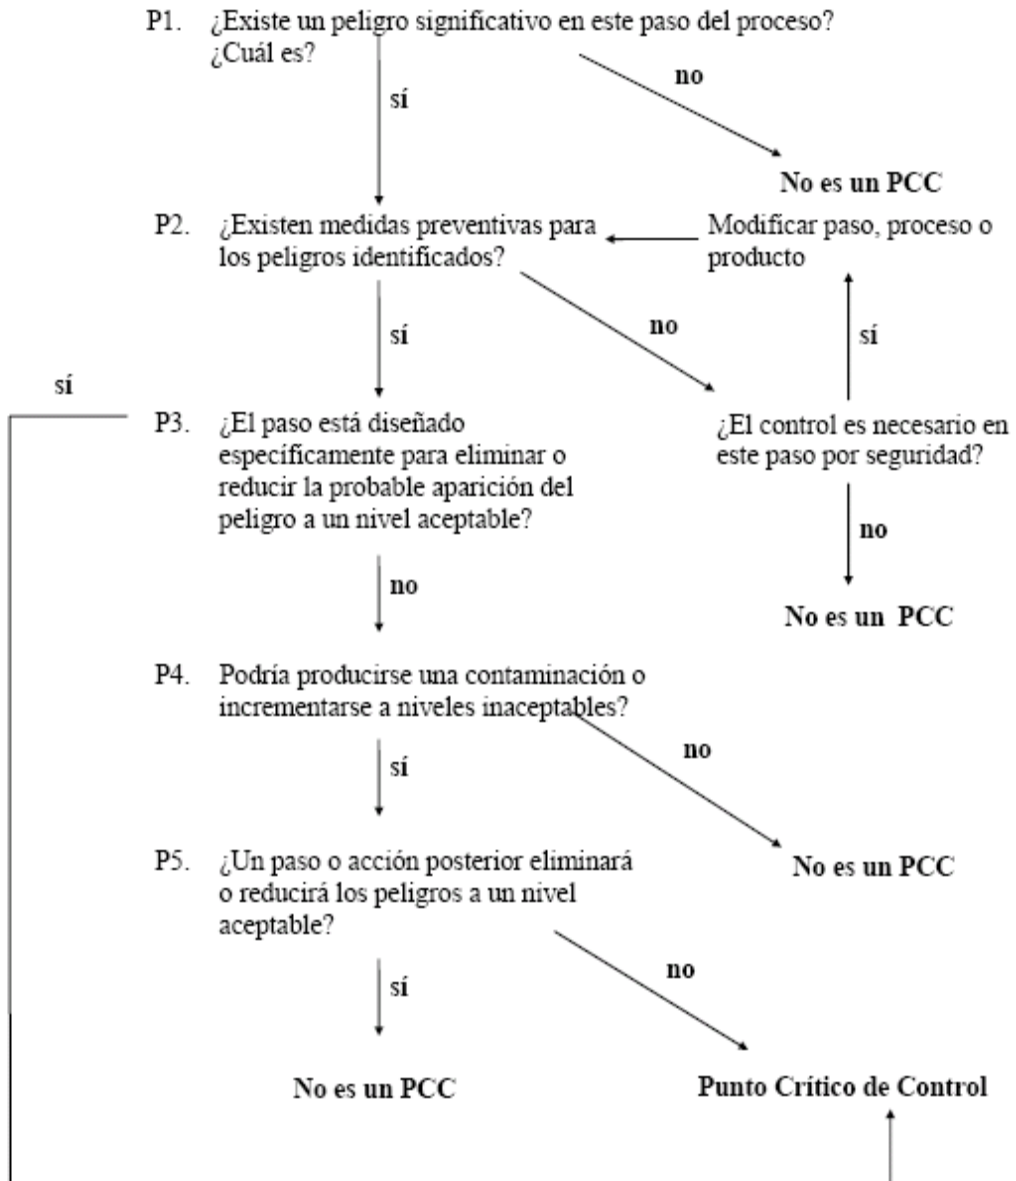 P1. ¿Existe un peligro significativo en este paso del proceso?
¿Cuál es?
no
sí
No es un PCC
P2. ¿Existen medidas preventivas para
los peligros identificados?
Modificar paso, proceso o
producto
no
sí
sí
sí
P3. ¿El paso está diseñado
específicamente para eliminar o
reducir la probable aparición del
peligro a un nivel aceptable?
¿El control es necesario en
este paso por seguridad?
no
no
No es un PCC
P4. Podría producirse una contaminación o
incrementarse a niveles inaceptables?
no
sí
P5. ¿Un paso o acción posterior eliminará
o reducirá los peligros a un nivel
aceptable?
No es un PCC
no
sí
No es un PCC
Punto Crítico de Control